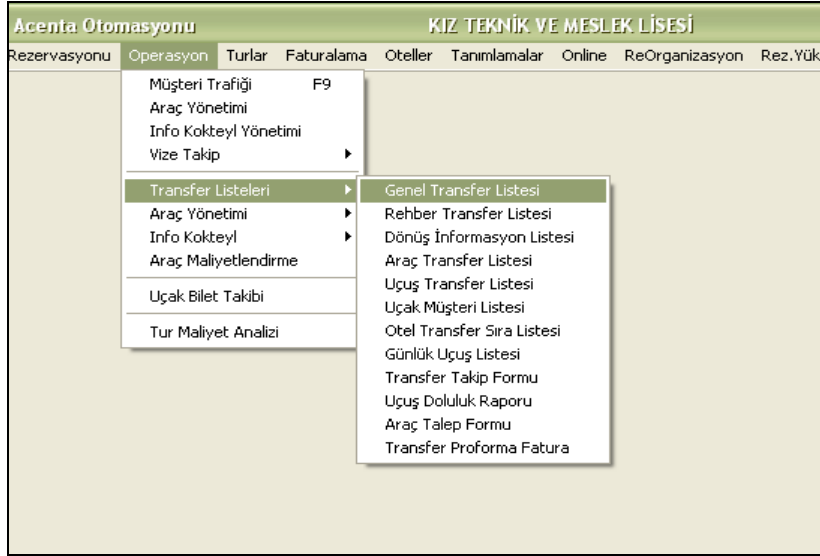 Acenta Otomasyonu KIZ TEKNİK VE MESLEK LİSESİ
Rezervasyonu Operasyon Turlar Faturalama Oteller Tanımlamalar Online ReOrganizasyon Rez.Yük
Müşteri Trafiği F9
Araç Yönetimi
Info Kokteyl Yönetimi
Vize Takip
Transfer Listeleri
Araç Yönetimi
Info Kokteyl
Araç Maliyetlendirme
Uçak Bilet Takibi
Tur Maliyet Analizi
Genel Transfer Listesi
Rehber Transfer Listesi
Dönüş İnformasyon Listesi
Araç Transfer Listesi
Uçuş Transfer Listesi
Uçak Müşteri Listesi
Otel Transfer Sıra Listesi
Günlük Uçuş Listesi
Transfer Takip Formu
Uçuş Doluluk Raporu
Araç Talep Formu
Transfer Proforma Fatura